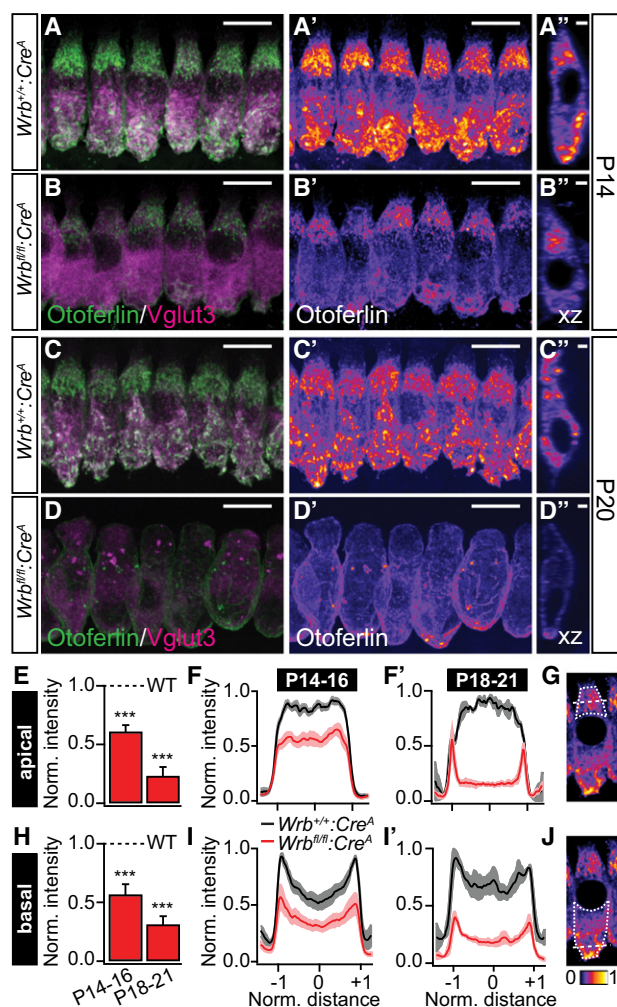 A A' A"
Wrb+/+:CreA
P14
B B' B"
Wrbfl/fl:CreA
Otoferlin/Vglut3 Otoferlin xz
C C' C"
Wrb+/+:CreA
P20
D D' D"
Wrbfl/fl:CreA
Otoferlin/Vglut3 Otoferlin xz
E F P14-16 F' P18-21 G
apical
Norm. intensity
1.0 WT 1.0 1.0
*** ***
0.5 0.5 0.5
0.0 0.0 0.0
H I I' J
Wrb+/+:CreA
Wrbfl/fl:CreA
basal
Norm. intensity
1.0 WT 1.0 1.0
*** ***
0.5 0.5 0.5
0.0 0.0 0.0
P14-16 P18-21
-1 0 +1 -1 0 +1
Norm. distance Norm. distance
0 1